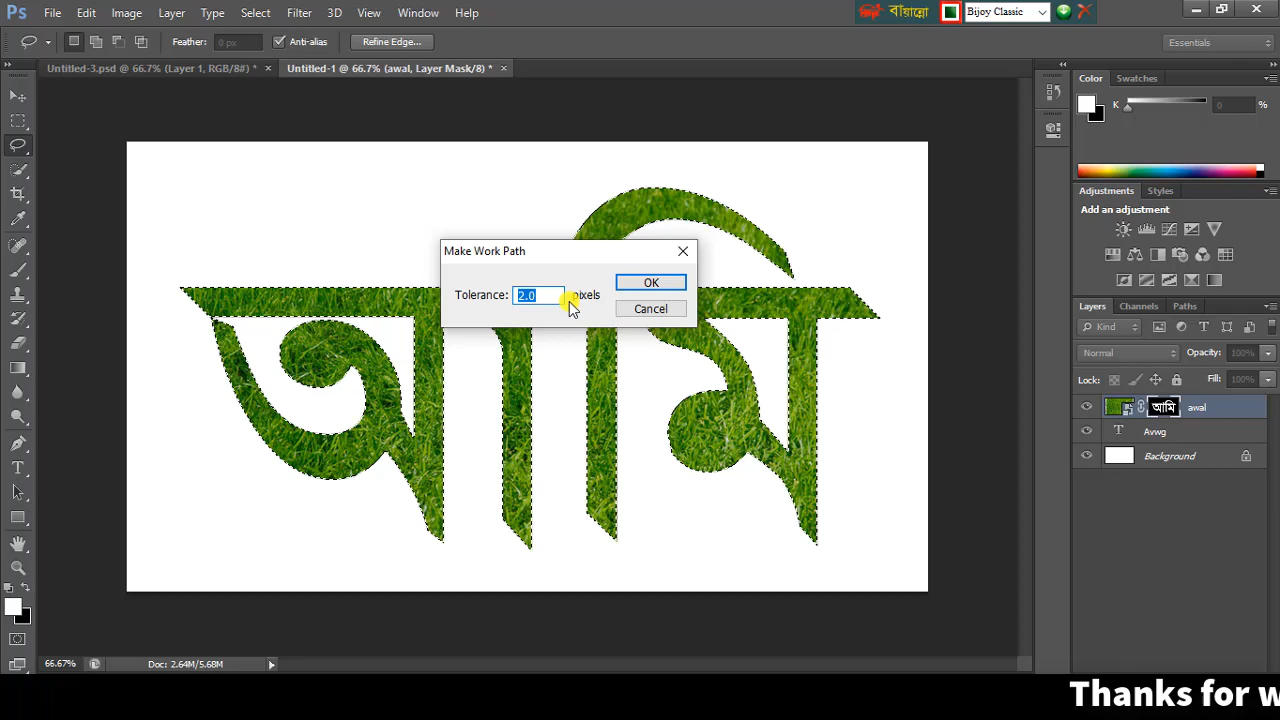 Ps File Edit Image Layer Type Select Filter 3D View Window Help বাঁয়ান্নো Bijoy Classic
Feather: 0 px Anti-alias Refine Edge... Essentials
Untitled-3.psd @ 66.7% (Layer 1, RGB/8#) * × Untitled-1 @ 66.7% (awal, Layer Mask/8) * ×
Color Swatches
K 0 %
Adjustments Styles
Add an adjustment
আমি
Make Work Path
Tolerance: 2.0 pixels
OK
Cancel
Layers Channels Paths
Kind
Normal Opacity: 100%
Lock: Fill: 100%
আমি awal
T Avwg
Background
66.67% Doc: 2.64M/5.68M
Thanks for w